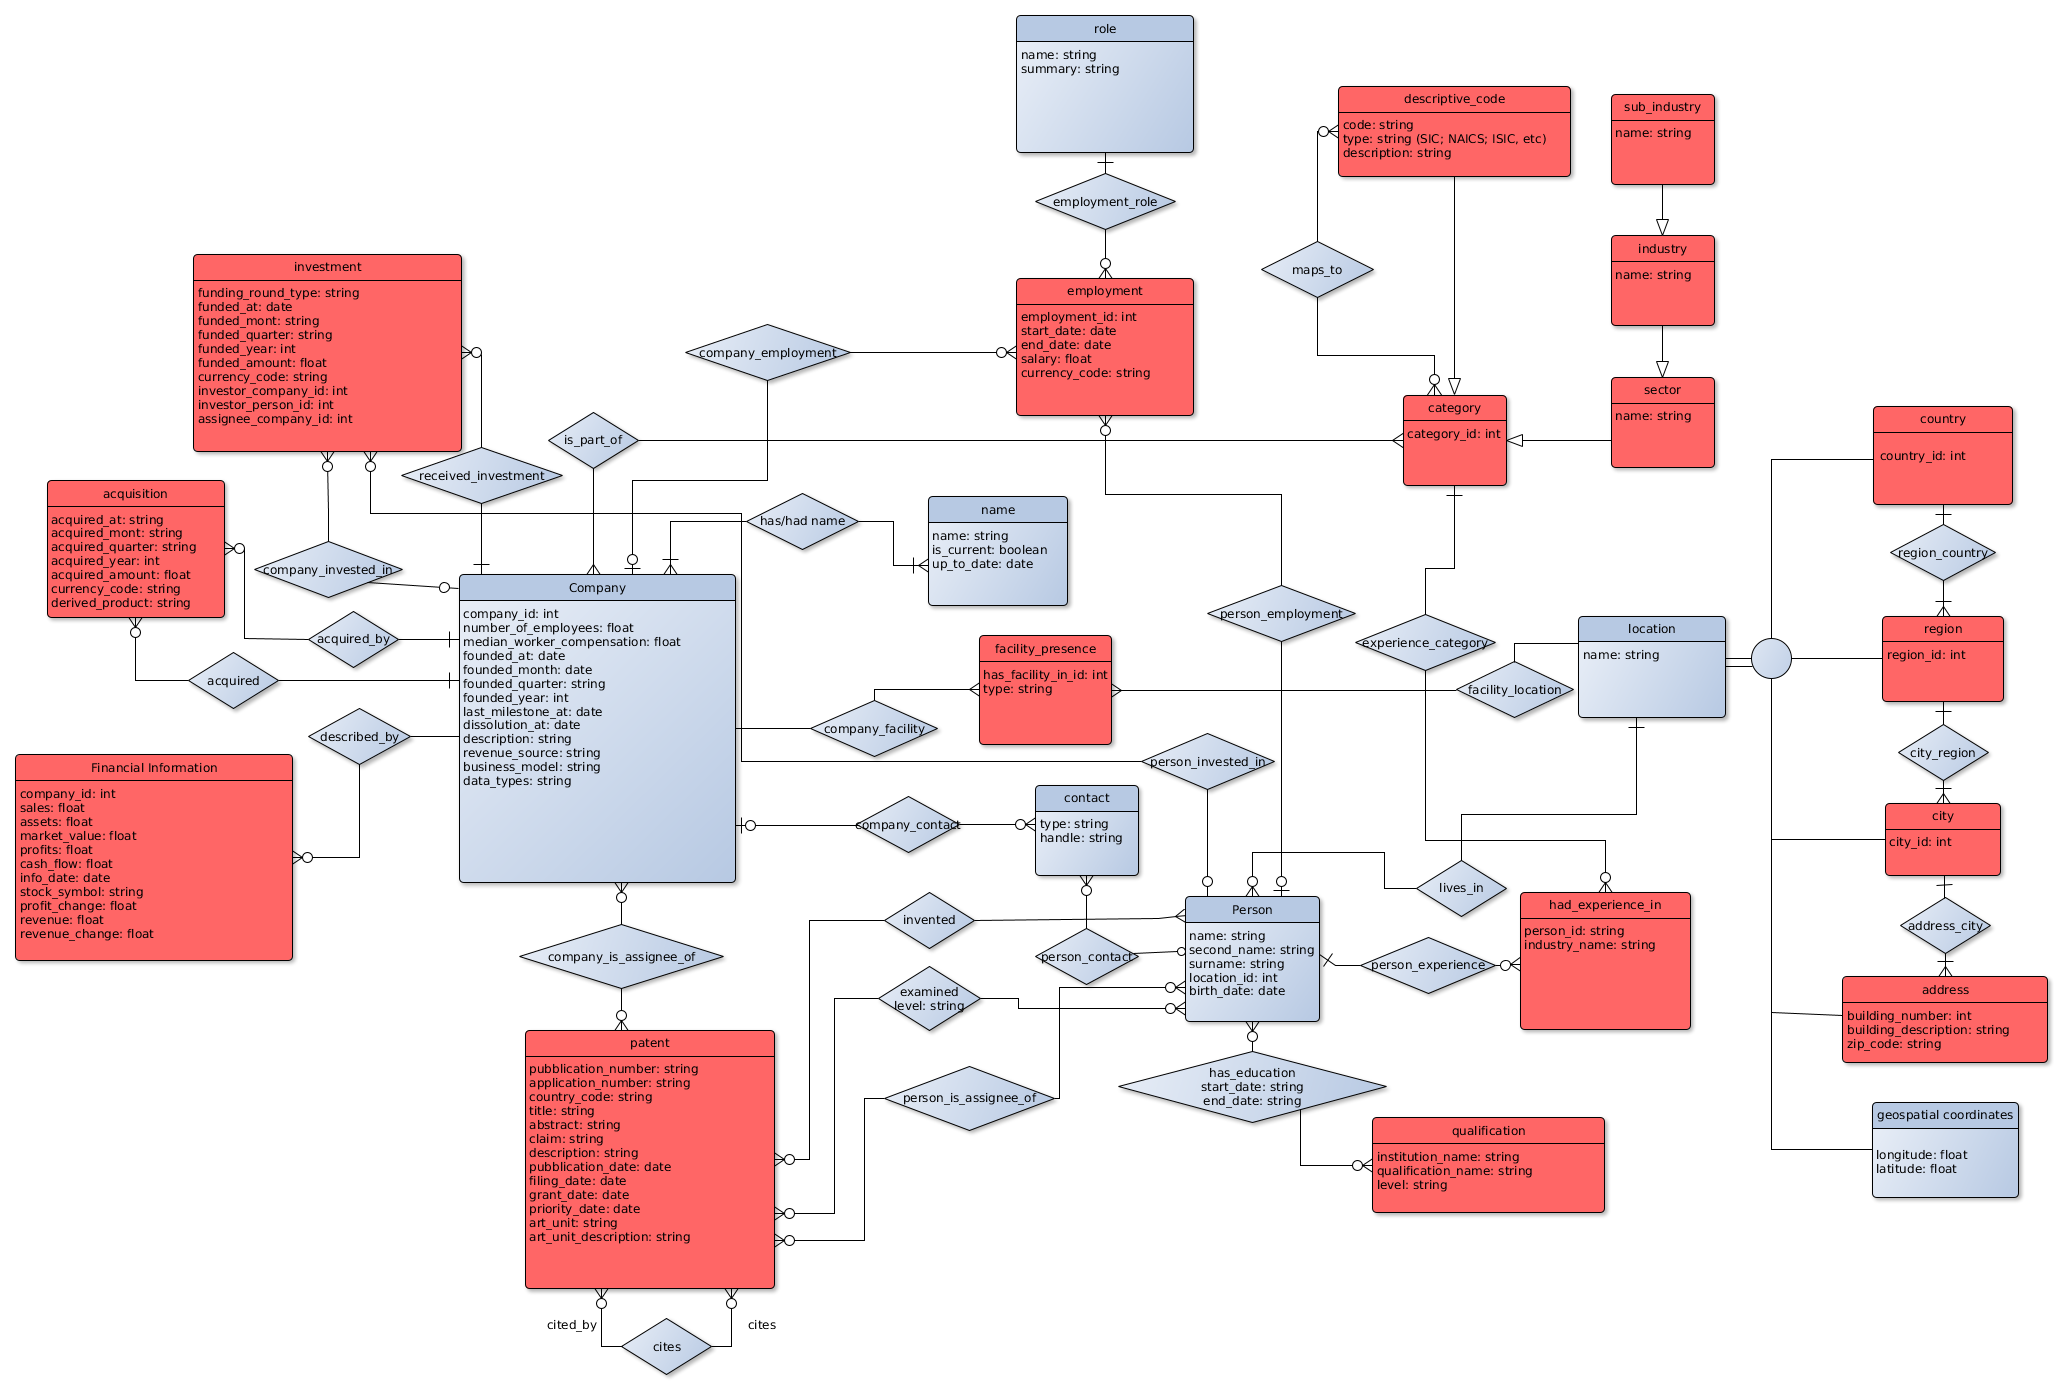 role
name: string
summary: string
employment_role
descriptive_code
code: string
type: string (SIC; NAICS; ISIC, etc)
description: string
sub_industry
name: string
maps_to
industry
name: string
sector
name: string
category
category_id: int
investment
funding_round_type: string
funded_at: date
funded_mont: string
funded_quarter: string
funded_year: int
funded_amount: float
currency_code: string
investor_company_id: int
investor_person_id: int
assignee_company_id: int
company_employment
employment
employment_id: int
start_date: date
end_date: date
salary: float
currency_code: string
is_part_of
received_investment
acquisition
acquired_at: string
acquired_mont: string
acquired_quarter: string
acquired_year: int
acquired_amount: float
currency_code: string
derived_product: string
company_invested_in
has/had name
name
name: string
is_current: boolean
up_to_date: date
acquired_by
acquired
described_by
Company
company_id: int
number_of_employees: float
median_worker_compensation: float
founded_at: date
founded_month: date
founded_quarter: string
founded_year: int
last_milestone_at: date
dissolution_at: date
description: string
revenue_source: string
business_model: string
data_types: string
Financial Information
company_id: int
sales: float
assets: float
market_value: float
profits: float
cash_flow: float
info_date: date
stock_symbol: string
profit_change: float
revenue: float
revenue_change: float
facility_presence
has_facility_in_id: int
type: string
company_facility
person_employment
experience_category
facility_location
location
name: string
country
country_id: int
region_country
region
region_id: int
city_region
city
city_id: int
address_city
address
building_number: int
building_description: string
zip_code: string
geospatial coordinates
longitude: float
latitude: float
person_invested_in
contact
type: string
handle: string
company_contact
person_contact
lives_in
invented
Person
name: string
second_name: string
surname: string
location_id: int
birth_date: date
person_experience
had_experience_in
person_id: string
industry_name: string
company_is_assignee_of
examined
level: string
person_is_assignee_of
has_education
start_date: string
end_date: string
qualification
institution_name: string
qualification_name: string
level: string
patent
pubblication_number: string
application_number: string
country_code: string
title: string
abstract: string
claim: string
description: string
pubblication_date: date
filing_date: date
grant_date: date
priority_date: date
art_unit: string
art_unit_description: string
cited_by
cites
cites